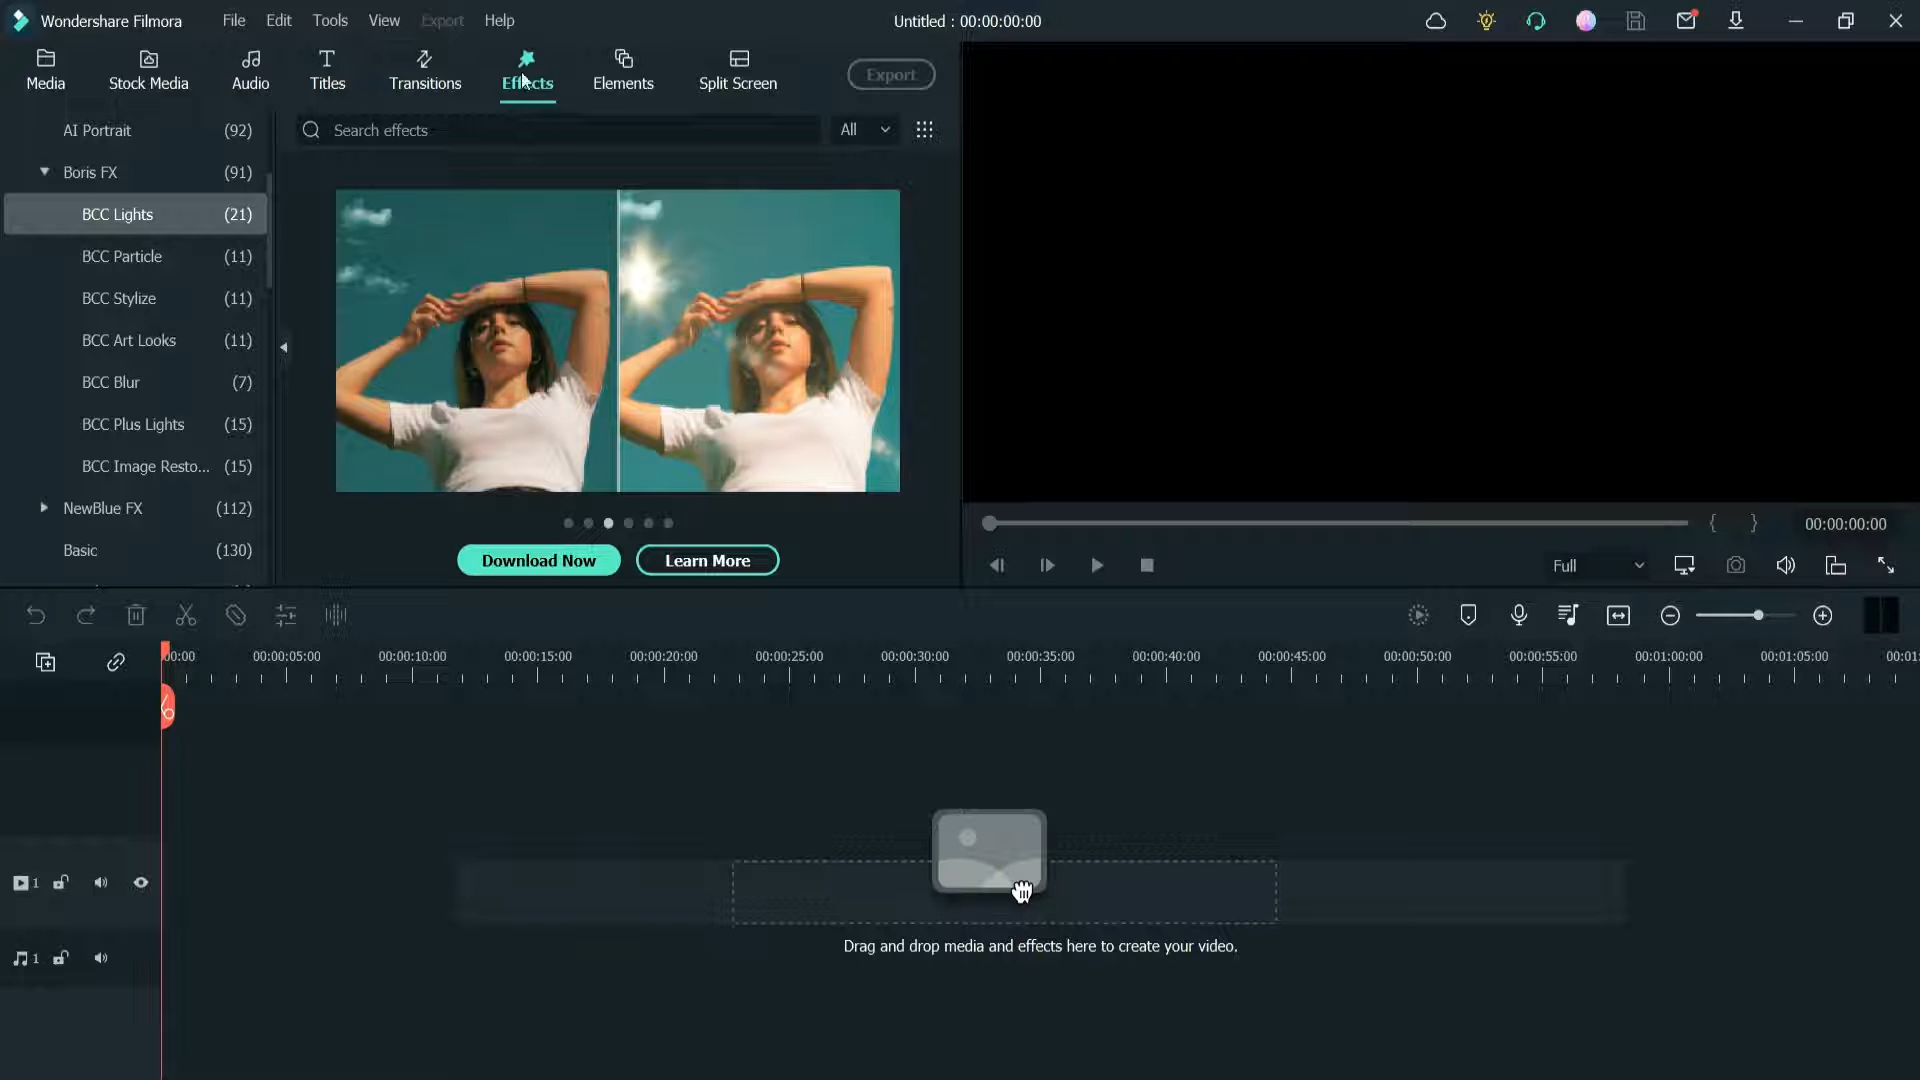 Wondershare Filmora File Edit Tools View Export Help Untitled : 00:00:00:00
Media Stock Media Audio Titles Transitions Effects Elements Split Screen Export
AI Portrait (92)
Search effects All
Boris FX (91)
BCC Lights (21)
BCC Particle (11)
BCC Stylize (11)
BCC Art Looks (11)
BCC Blur (7)
BCC Plus Lights (15)
BCC Image Resto... (15)
NewBlue FX (112)
Basic (130)
Download Now Learn More
{ } 00:00:00:00
Full
00:00 00:00:05:00 00:00:10:00 00:00:15:00 00:00:20:00 00:00:25:00 00:00:30:00 00:00:35:00 00:00:40:00 00:00:45:00 00:00:50:00 00:00:55:00 00:01:00:00 00:01:05:00 00:01:
1
Drag and drop media and effects here to create your video.
1